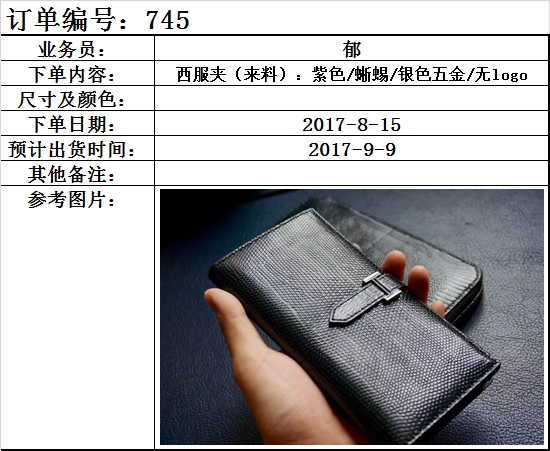 订单编号：745
业务员： 郁
下单内容： 西服夹（来料）：紫色/蜥蜴/银色五金/无logo
尺寸及颜色：
下单日期： 2017-8-15
预计出货时间： 2017-9-9
其他备注：
参考图片：